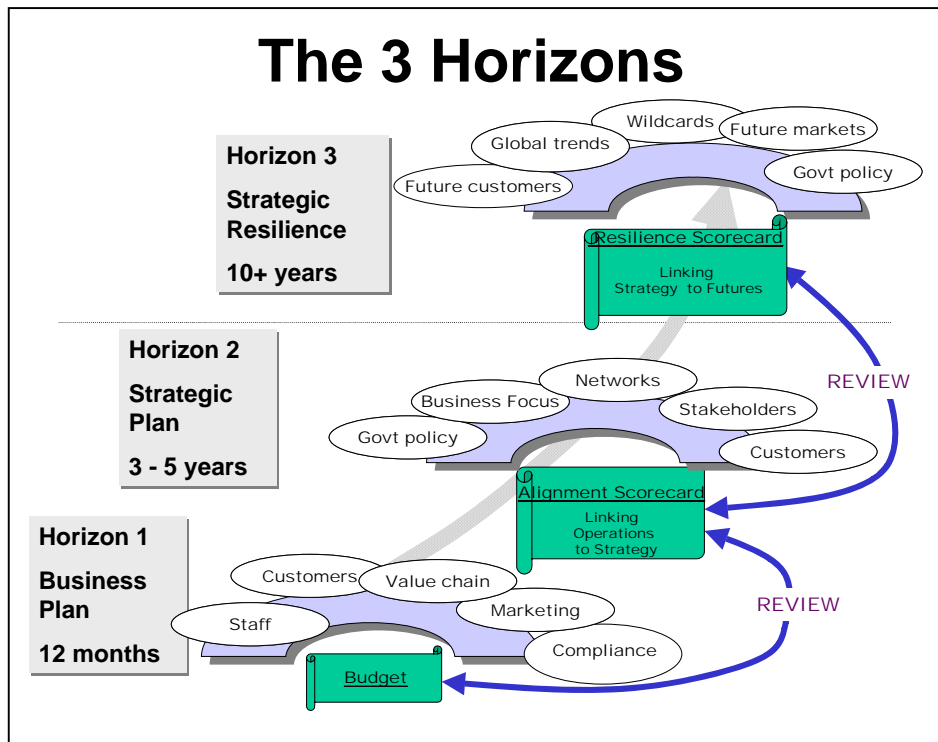 The 3 Horizons
Horizon 3
Strategic
Resilience
10+ years
Future customers
Global trends
Wildcards
Future markets
Govt policy
Resilience Scorecard
Linking
Strategy to Futures
REVIEW
Horizon 2
Strategic
Plan
3 - 5 years
Govt policy
Business Focus
Networks
Stakeholders
Customers
Alignment Scorecard
Linking
Operations
to Strategy
REVIEW
Horizon 1
Business
Plan
12 months
Staff
Customers
Value chain
Marketing
Compliance
Budget